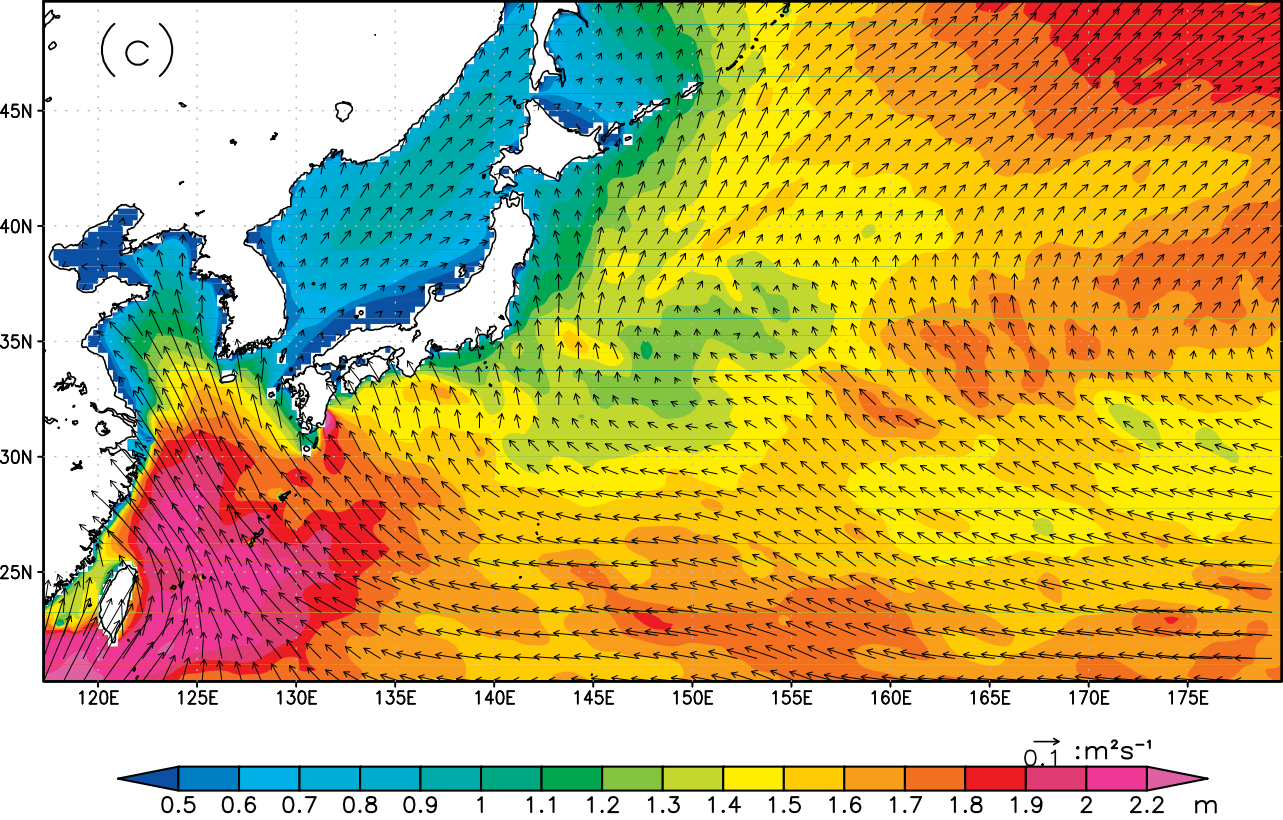 (C)
45N
40N
35N
30N
25N
120E 125E 130E 135E 140E 145E 150E 155E 160E 165E 170E 175E
0.1 :m²s⁻¹
0.5 0.6 0.7 0.8 0.9 1 1.1 1.2 1.3 1.4 1.5 1.6 1.7 1.8 1.9 2 2.2 m